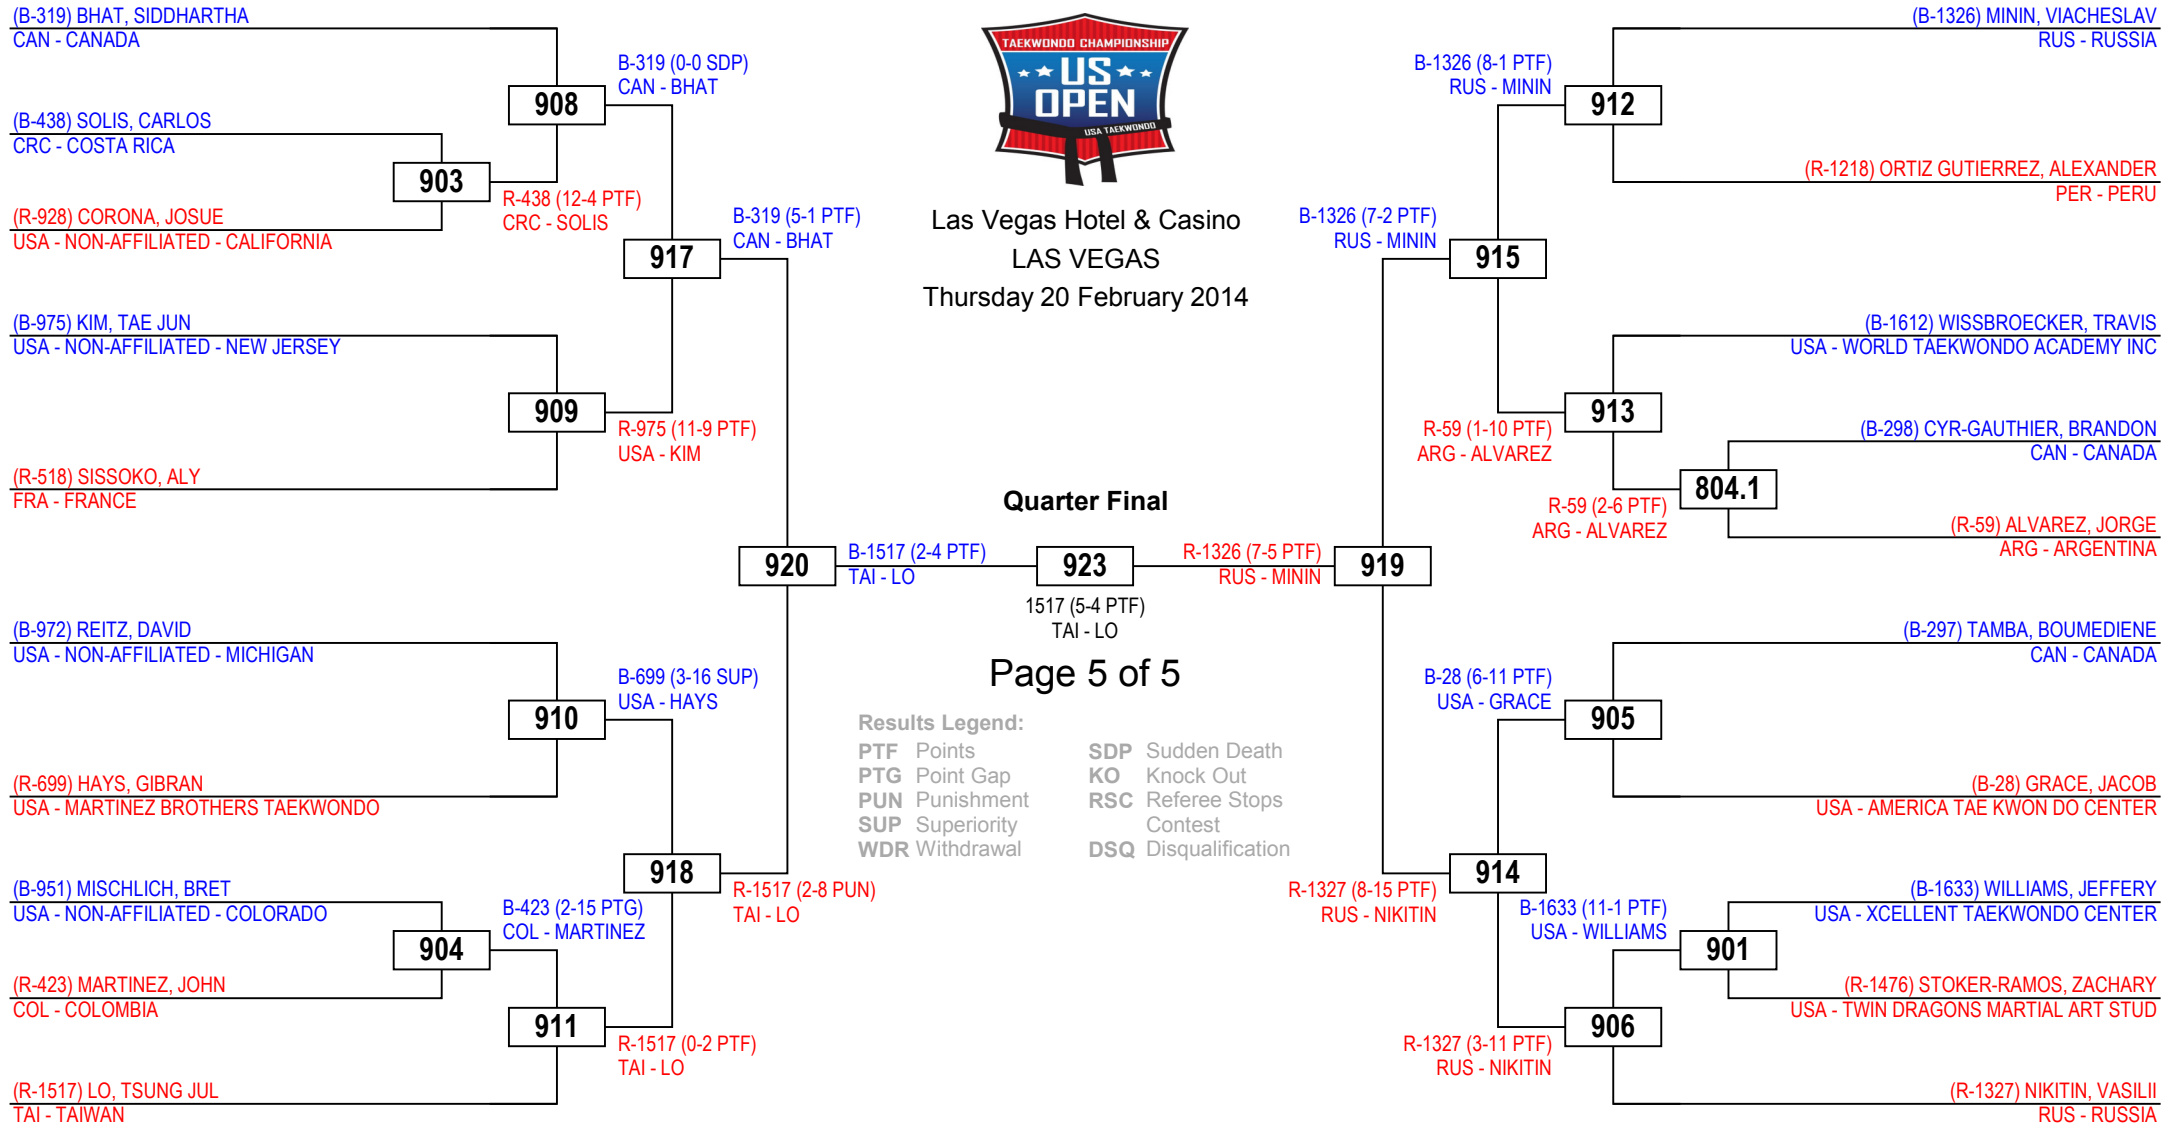 (B-319) BHAT, SIDDHARTHA
CAN - CANADA
B-319 (0-0 SDP)
CAN - BHAT
908
(B-438) SOLIS, CARLOS
CRC - COSTA RICA
903
R-438 (12-4 PTF)
CRC - SOLIS
(R-928) CORONA, JOSUE
USA - NON-AFFILIATED - CALIFORNIA
B-319 (5-1 PTF)
CAN - BHAT
917
(B-975) KIM, TAE JUN
USA - NON-AFFILIATED - NEW JERSEY
909
R-975 (11-9 PTF)
USA - KIM
(R-518) SISSOKO, ALY
FRA - FRANCE
920
B-1517 (2-4 PTF)
TAI - LO
(B-972) REITZ, DAVID
USA - NON-AFFILIATED - MICHIGAN
B-699 (3-16 SUP)
USA - HAYS
910
(R-699) HAYS, GIBRAN
USA - MARTINEZ BROTHERS TAEKWONDO
918
R-1517 (2-8 PUN)
TAI - LO
(B-951) MISCHLICH, BRET
USA - NON-AFFILIATED - COLORADO
B-423 (2-15 PTG)
COL - MARTINEZ
904
(R-423) MARTINEZ, JOHN
COL - COLOMBIA
911
R-1517 (0-2 PTF)
TAI - LO
(R-1517) LO, TSUNG JUL
TAI - TAIWAN
TAEKWONDO CHAMPIONSHIP
US
OPEN
USA TAEKWONDO
Las Vegas Hotel & Casino
LAS VEGAS
Thursday 20 February 2014
Quarter Final
923
1517 (5-4 PTF)
TAI - LO
Page 5 of 5
Results Legend:
PTF Points SDP Sudden Death
PTG Point Gap KO Knock Out
PUN Punishment RSC Referee Stops
SUP Superiority Contest
WDR Withdrawal DSQ Disqualification
(B-1326) MININ, VIACHESLAV
RUS - RUSSIA
B-1326 (8-1 PTF)
RUS - MININ
912
(R-1218) ORTIZ GUTIERREZ, ALEXANDER
PER - PERU
B-1326 (7-2 PTF)
RUS - MININ
915
(B-1612) WISSBROECKER, TRAVIS
USA - WORLD TAEKWONDO ACADEMY INC
913
R-59 (1-10 PTF)
ARG - ALVAREZ
(B-298) CYR-GAUTHIER, BRANDON
CAN - CANADA
804.1
R-59 (2-6 PTF)
ARG - ALVAREZ
(R-59) ALVAREZ, JORGE
ARG - ARGENTINA
R-1326 (7-5 PTF)
RUS - MININ
919
(B-297) TAMBA, BOUMEDIENE
CAN - CANADA
B-28 (6-11 PTF)
USA - GRACE
905
(B-28) GRACE, JACOB
USA - AMERICA TAE KWON DO CENTER
914
R-1327 (8-15 PTF)
RUS - NIKITIN
(B-1633) WILLIAMS, JEFFERY
USA - XCELLENT TAEKWONDO CENTER
B-1633 (11-1 PTF)
USA - WILLIAMS
901
(R-1476) STOKER-RAMOS, ZACHARY
USA - TWIN DRAGONS MARTIAL ART STUD
906
R-1327 (3-11 PTF)
RUS - NIKITIN
(R-1327) NIKITIN, VASILII
RUS - RUSSIA